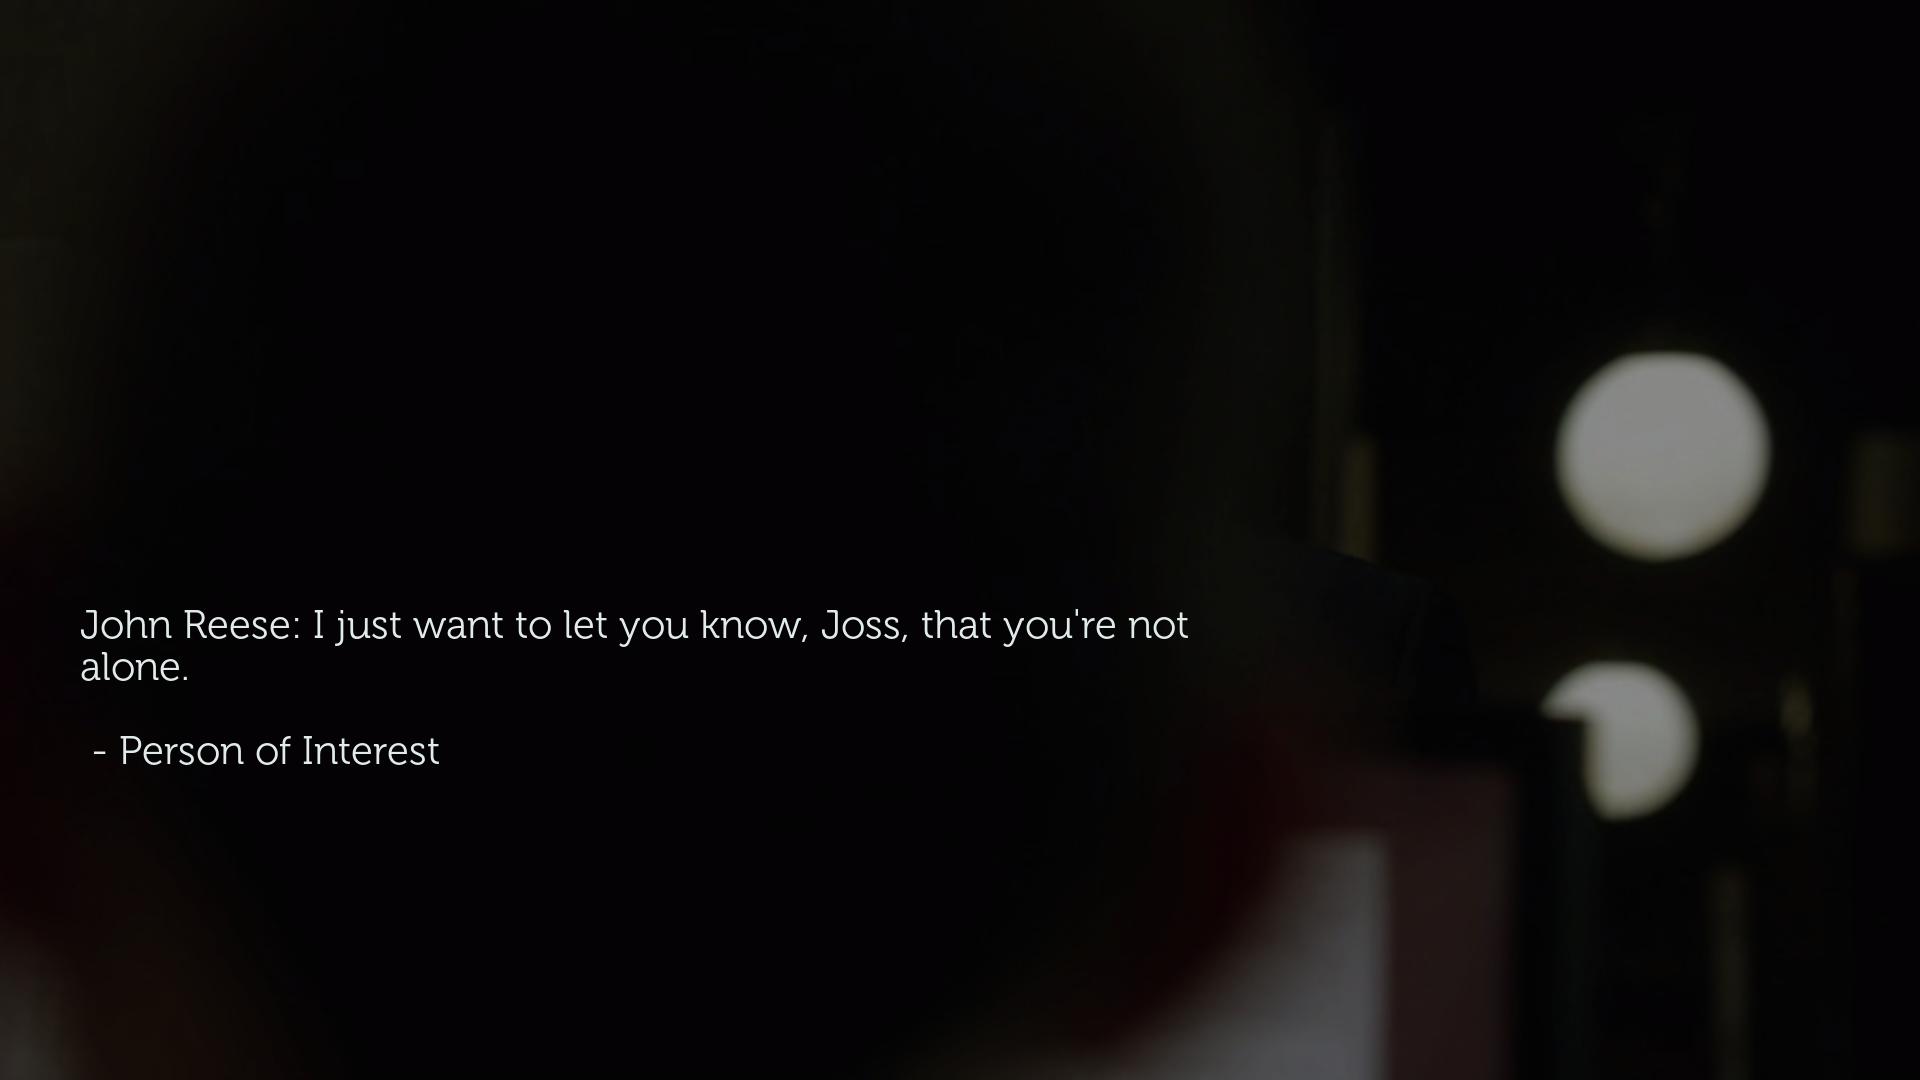 John Reese: I just want to let you know, Joss, that you're not
alone.
- Person of Interest